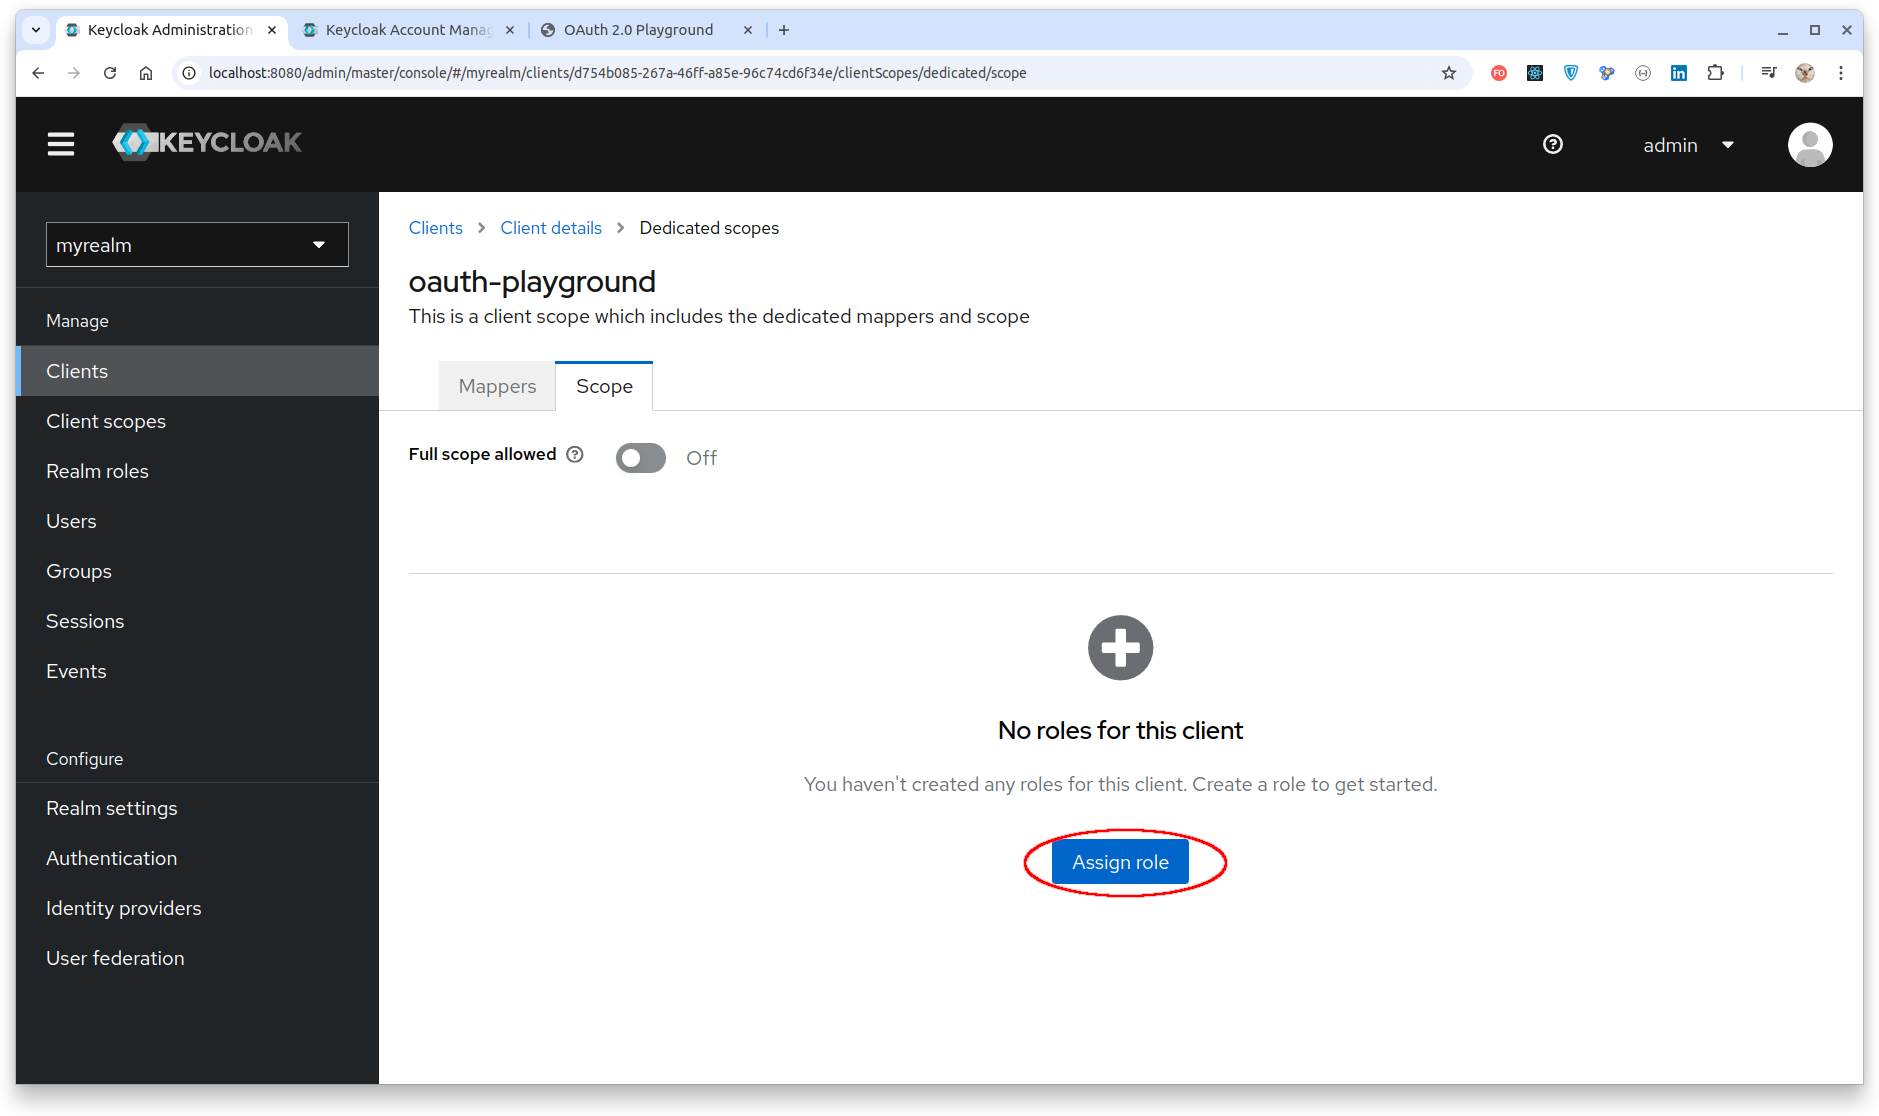 Keycloak Administration
Keycloak Account Manag
OAuth 2.0 Playground
localhost:8080/admin/master/console/#/myrealm/clients/d754b085-267a-46ff-a85e-96c74cd6f34e/clientScopes/dedicated/scope
FO
in
KEYCLOAK
admin
myrealm
Manage
Clients
Client scopes
Realm roles
Users
Groups
Sessions
Events
Configure
Realm settings
Authentication
Identity providers
User federation
Clients > Client details > Dedicated scopes
oauth-playground
This is a client scope which includes the dedicated mappers and scope
Mappers
Scope
Full scope allowed
Off
No roles for this client
You haven't created any roles for this client. Create a role to get started.
Assign role